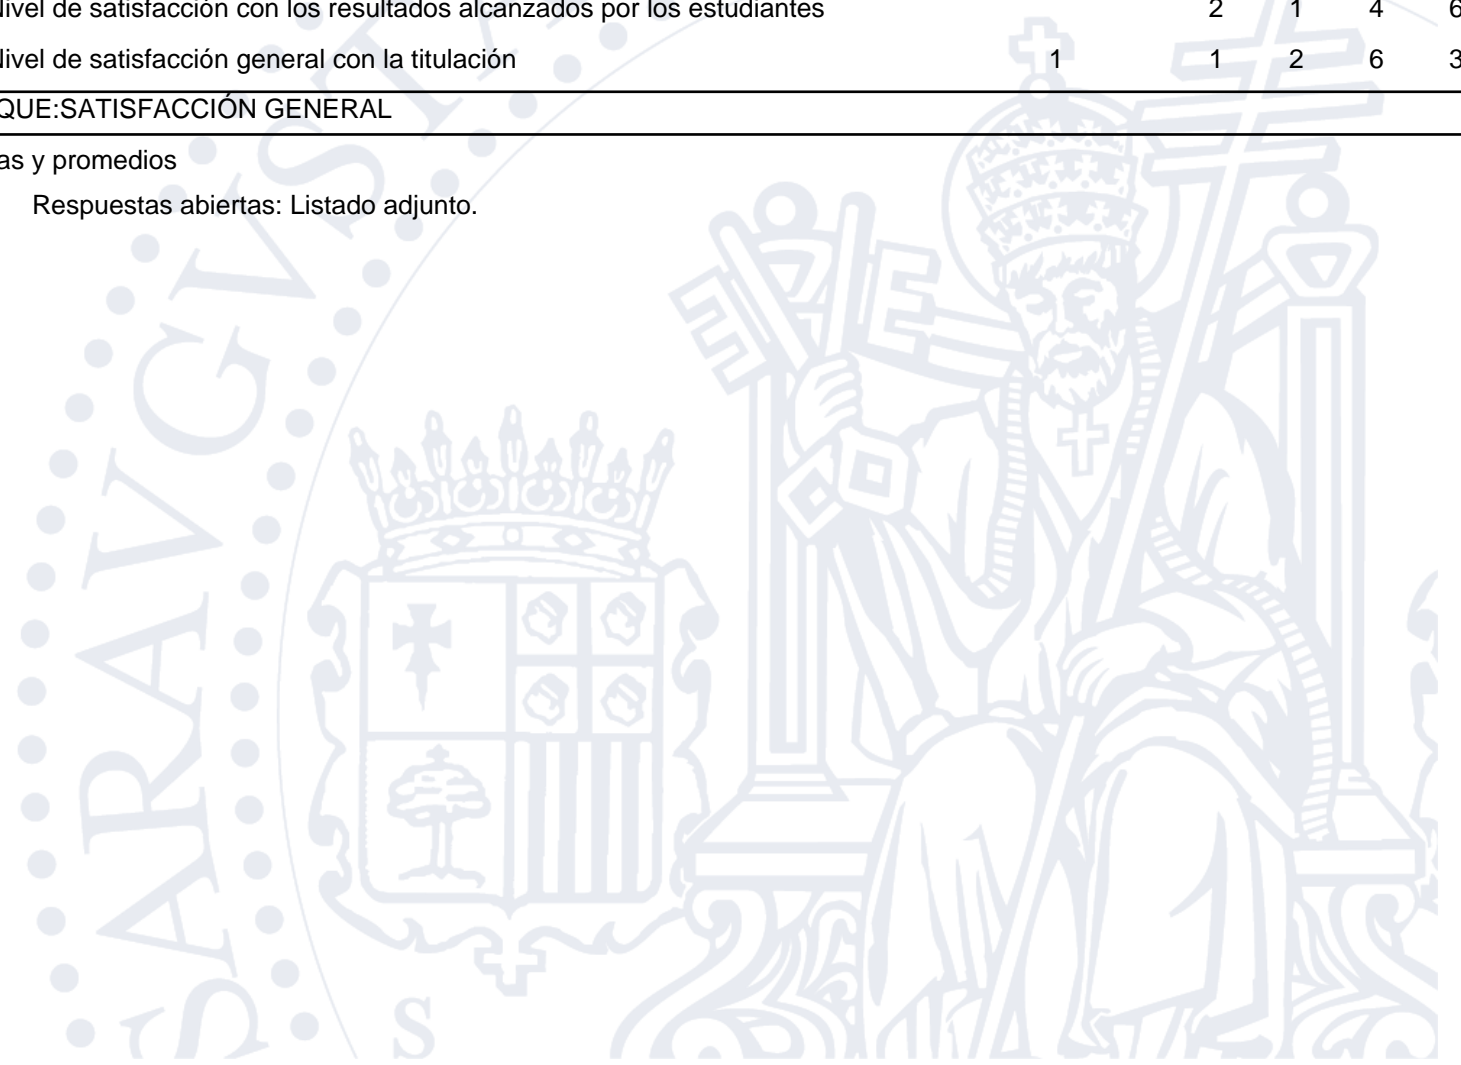 Nivel de satisfacción con los resultados alcanzados por los estudiantes 2 1 4 6
Nivel de satisfacción general con la titulación 1 1 2 6 3
QUE:SATISFACCIÓN GENERAL
as y promedios
Respuestas abiertas: Listado adjunto.
SARAVGVSTA
S